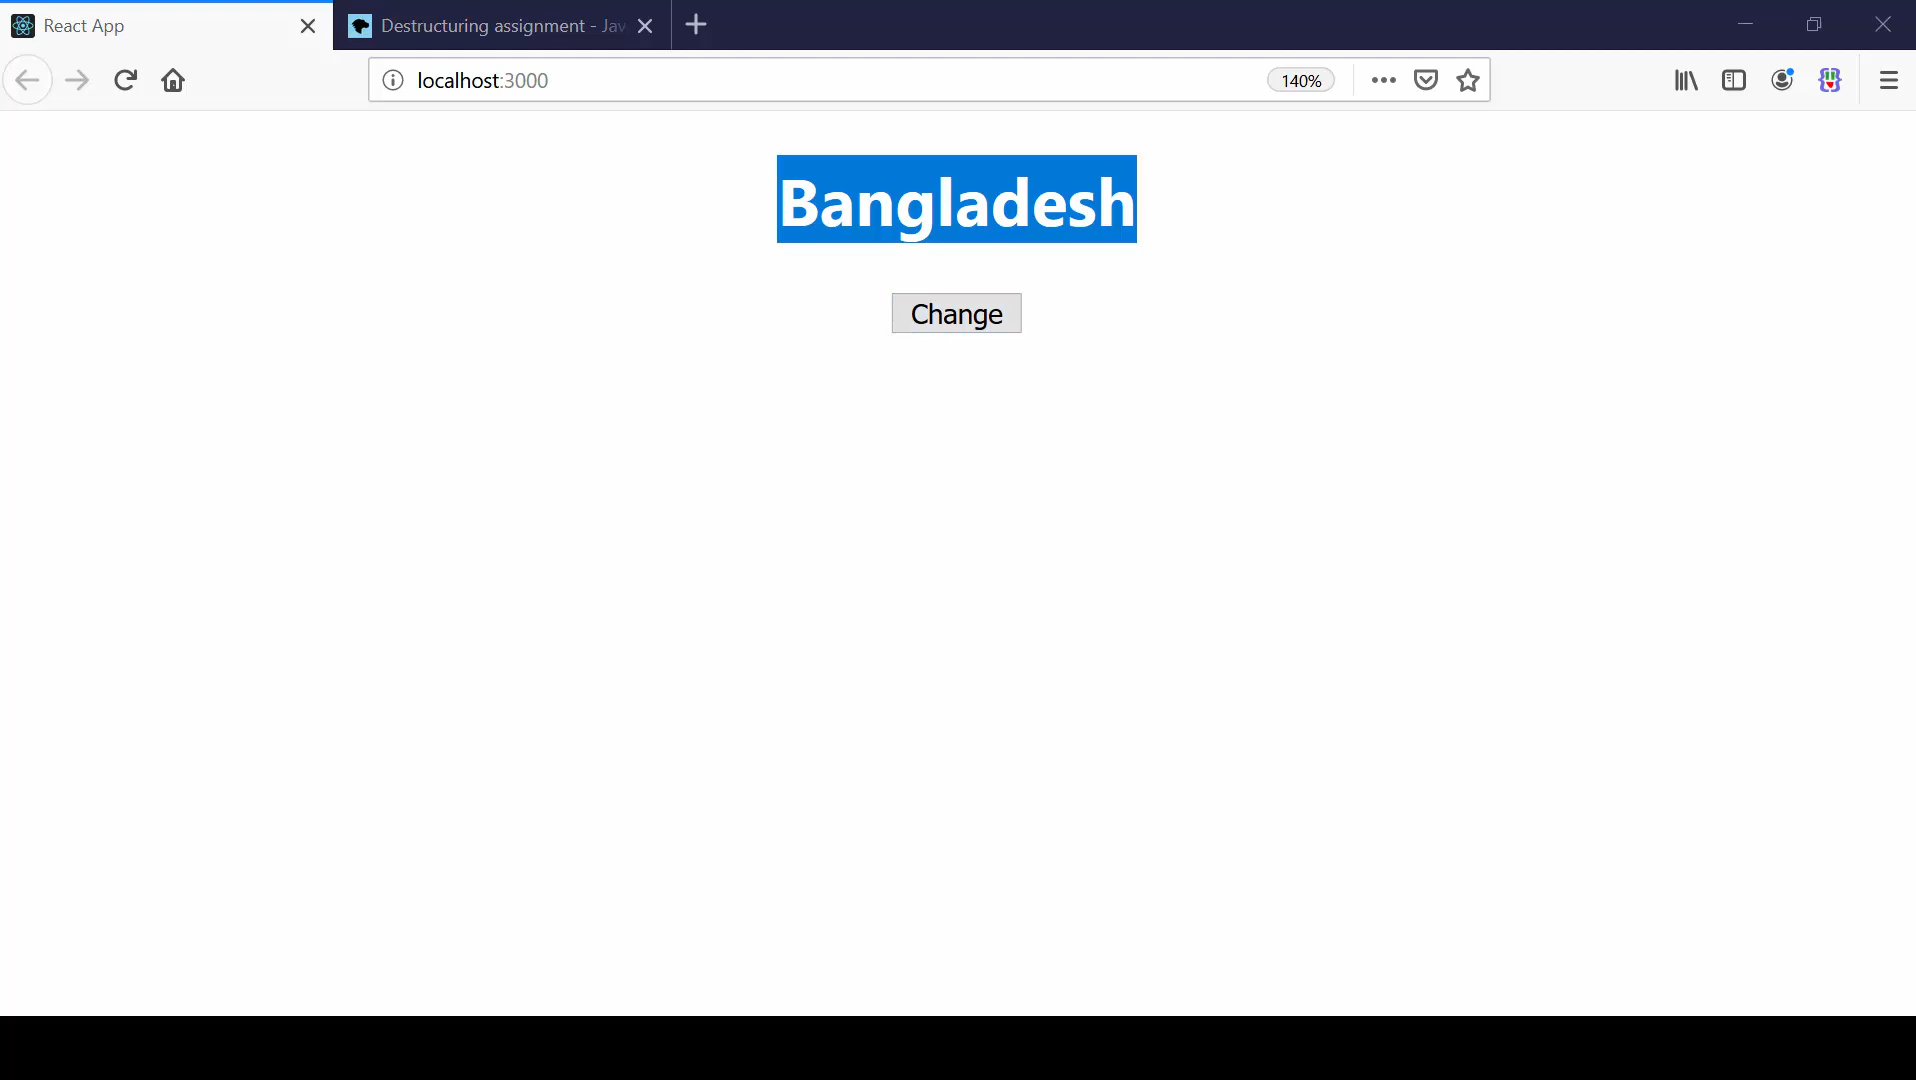 React App
Destructuring assignment - Jav
localhost:3000
140%
Bangladesh
Change